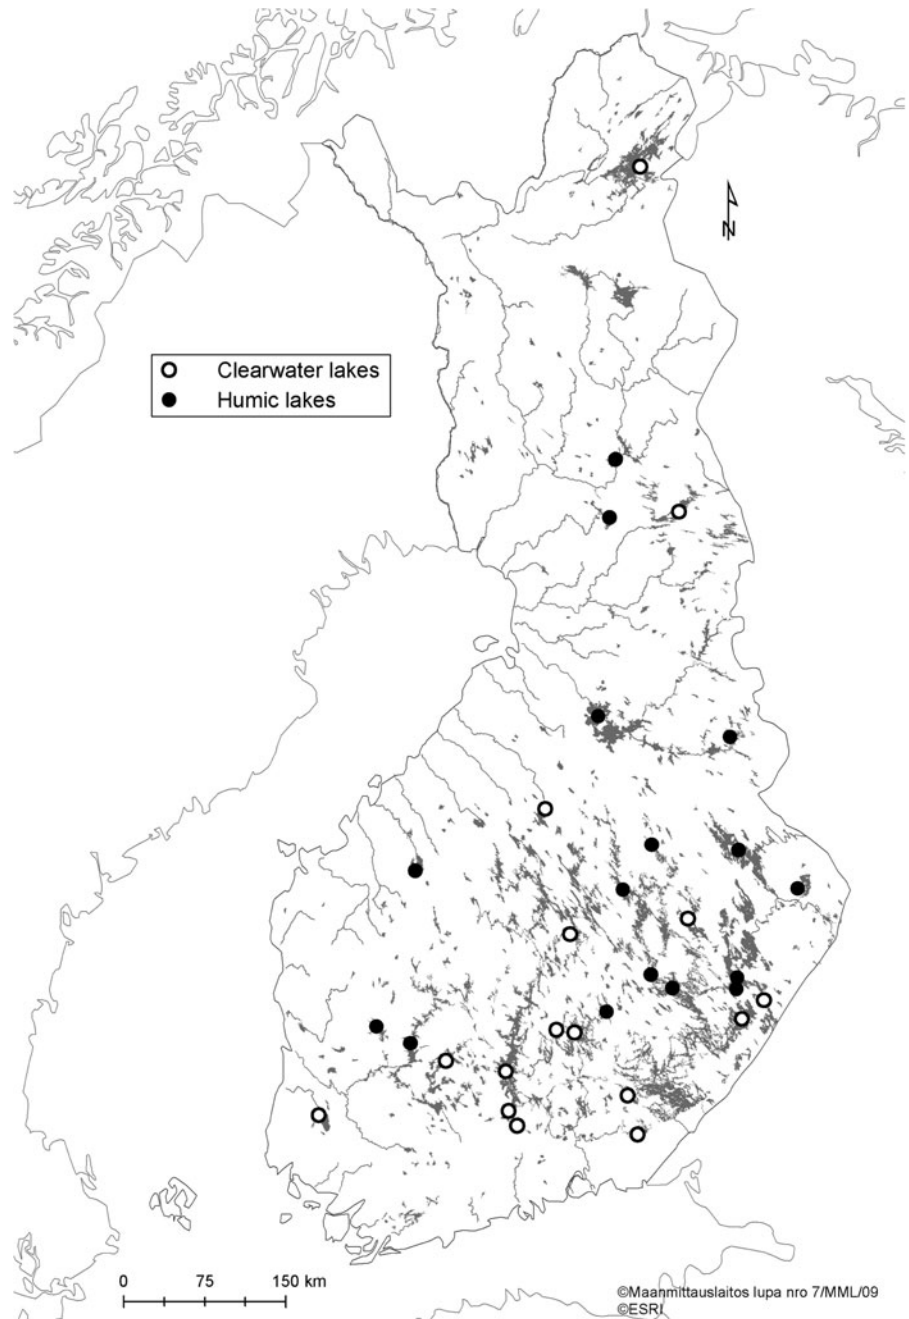 N
Clearwater lakes
Humic lakes
0 75 150 km
©Maanmittauslaitos lupa nro 7/MML/09
©ESRI